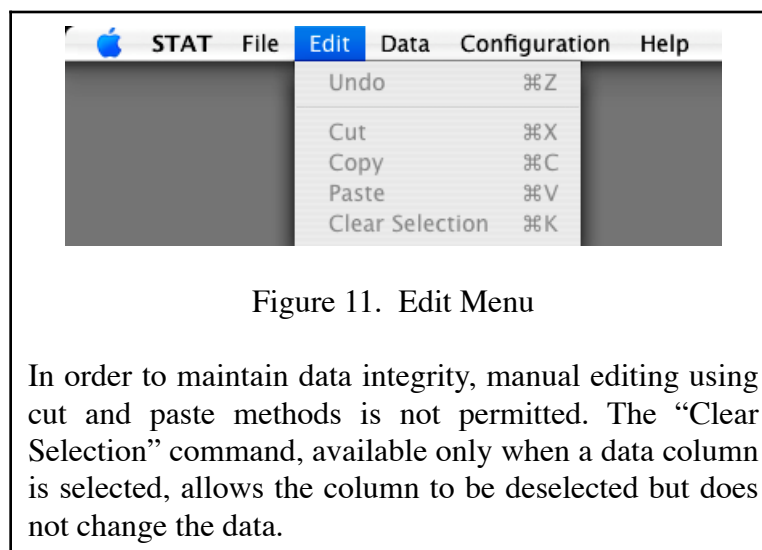 STAT File Edit Data Configuration Help
Undo ⌘Z
Cut ⌘X
Copy ⌘C
Paste ⌘V
Clear Selection ⌘K
Figure 11. Edit Menu
In order to maintain data integrity, manual editing using
cut and paste methods is not permitted. The “Clear
Selection” command, available only when a data column
is selected, allows the column to be deselected but does
not change the data.